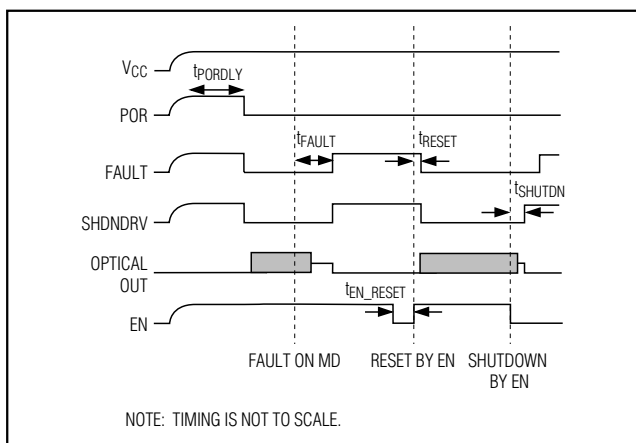 VCC
tPORDLY
POR
tFAULT
tRESET
FAULT
tSHUTDN
SHDNDRV
OPTICAL
OUT
tEN_RESET
EN
FAULT ON MD
RESET BY EN
SHUTDOWN
BY EN
NOTE: TIMING IS NOT TO SCALE.